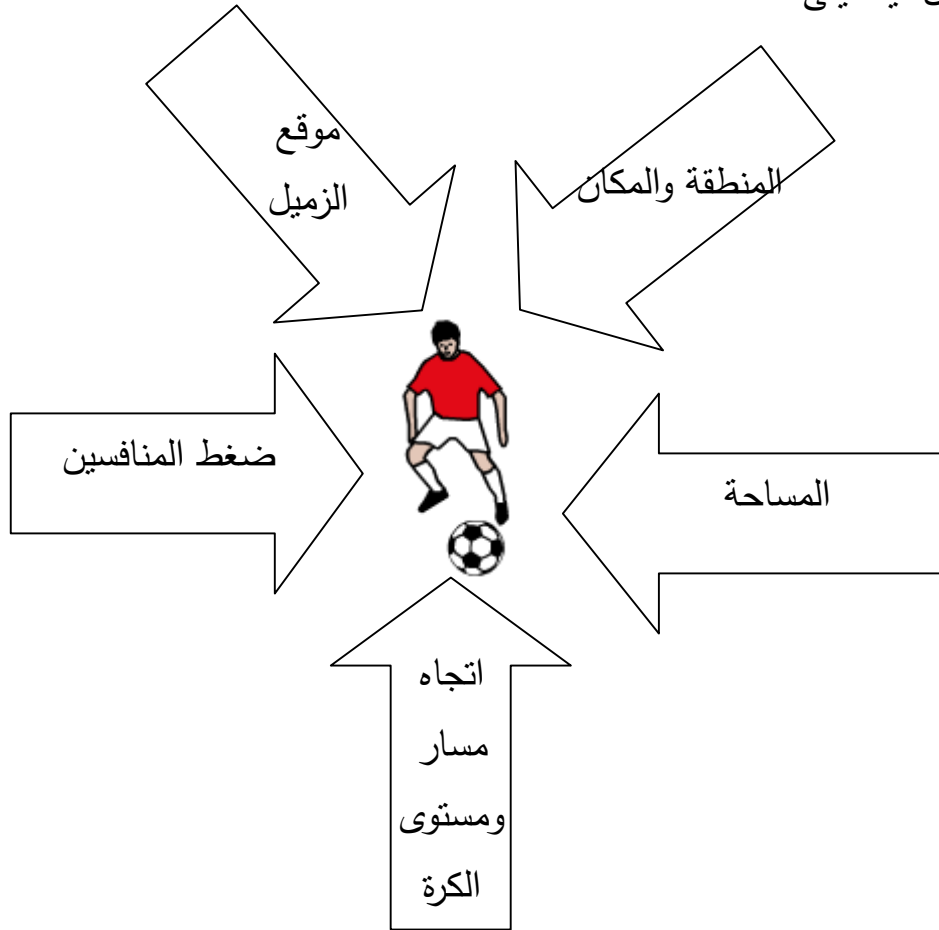 المنطقة والمكان
موقع
الزميل
ضغط المنافسين
المساحة
اتجاه
مسار
ومستوى
الكرة